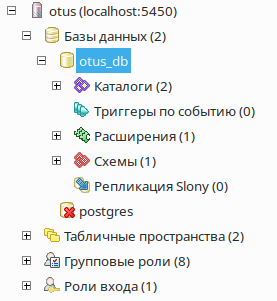 otus (localhost:5450)
Базы данных (2)
otus_db
Каталоги (2)
Триггеры по событию (0)
Расширения (1)
Схемы (1)
Репликация Slony (0)
postgres
Табличные пространства (2)
Групповые роли (8)
Роли входа (1)